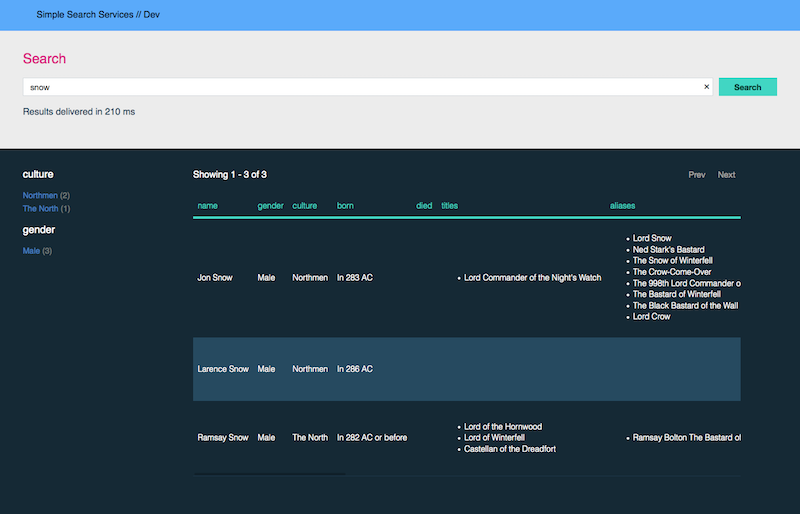 Simple Search Services // Dev
Search
snow × Search
Results delivered in 210 ms
culture
Northmen (2)
The North (1)
gender
Male (3)
Showing 1 - 3 of 3 Prev Next
name gender culture born died titles aliases
Jon Snow Male Northmen In 283 AC
• Lord Commander of the Night's Watch
• Lord Snow
• Ned Stark's Bastard
• The Snow of Winterfell
• The Crow-Come-Over
• The 998th Lord Commander o
• The Bastard of Winterfell
• The Black Bastard of the Wall
• Lord Crow
Larence Snow Male Northmen In 286 AC
Ramsay Snow Male The North In 282 AC or before
• Lord of the Hornwood
• Lord of Winterfell
• Castellan of the Dreadfort
• Ramsay Bolton The Bastard of